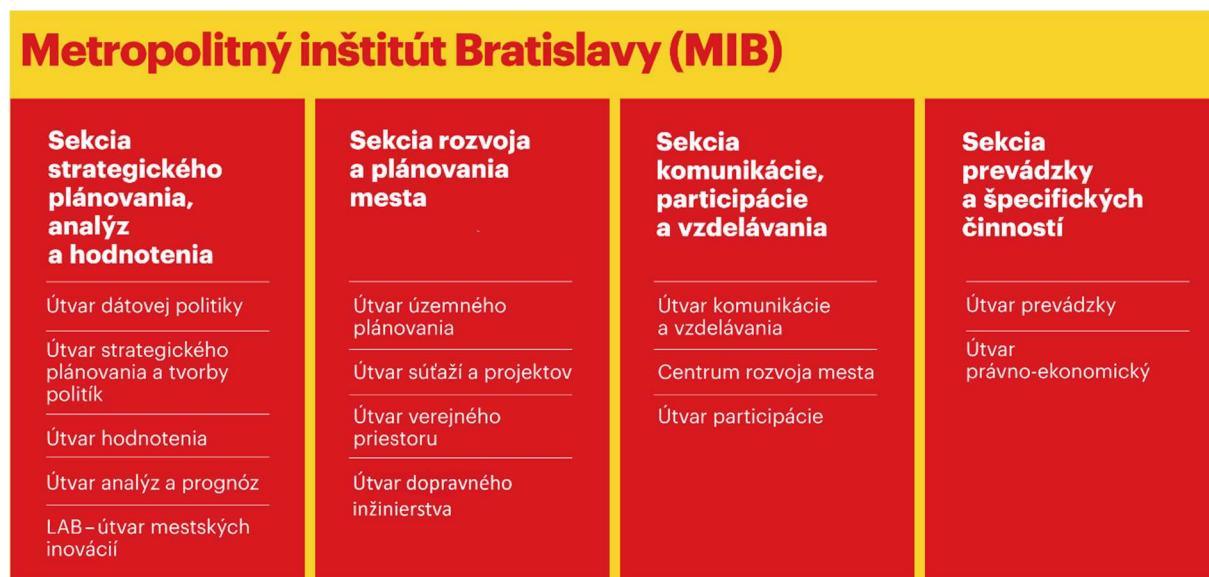 Metropolitný inštitút Bratislavy (MIB)
Sekcia
strategického
plánovania,
analýz
a hodnotenia
Útvar dátovej politiky
Útvar strategického
plánovania a tvorby
politík
Útvar hodnotenia
Útvar analýz a prognóz
LAB – útvar mestských
inovácií
Sekcia rozvoja
a plánovania
mesta
Útvar územného
plánovania
Útvar súťaží a projektov
Útvar verejného
priestoru
Útvar dopravného
inžinierstva
Sekcia
komunikácie,
participácie
a vzdelávania
Útvar komunikácie
a vzdelávania
Centrum rozvoja mesta
Útvar participácie
Sekcia
prevádzky
a špecifických
činností
Útvar prevádzky
Útvar
právno-ekonomický